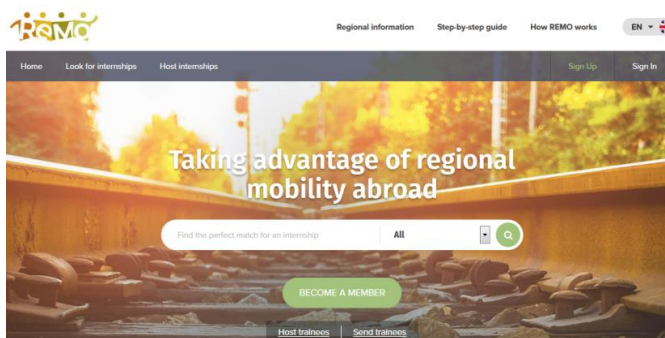 REMO
Regional information Step-by-step guide How REMO works EN
Home Look for internships Host internships Sign Up Sign In
Taking advantage of regional
mobility abroad
Find the perfect match for an internship All
BECOME A MEMBER
Host trainees Send trainees